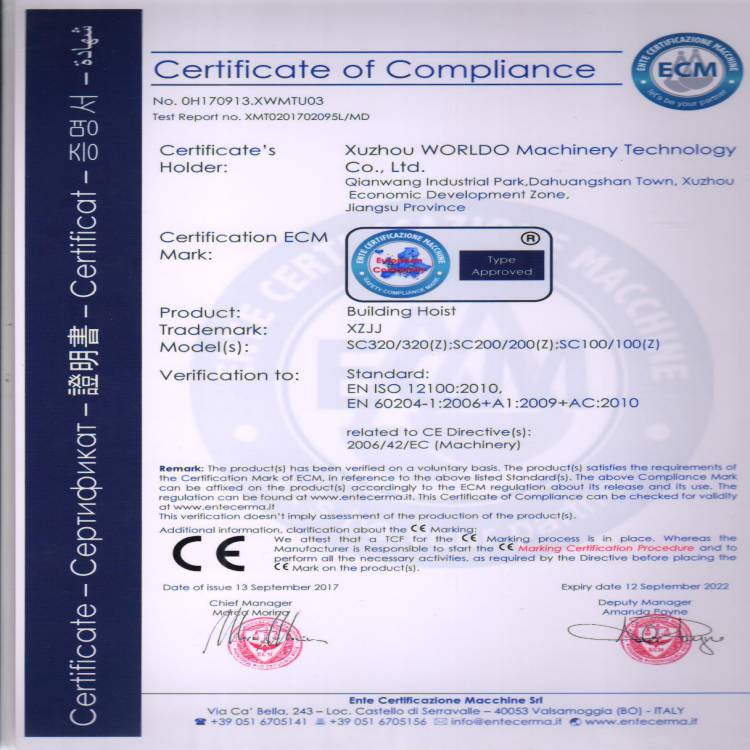 Certificate – Сертификат – 證明書 – Certificat – 증명서 – شهادة
Certificate of Compliance
ENTE CERTIFICAZIONE MACCHINE
ECM
let's be your partner
No. 0H170913.XWMTU03
Test Report no. XMT0201702095L/MD
Certificate's Holder:
Xuzhou WORLDO Machinery Technology
Co., Ltd.
Qianwang Industrial Park,Dahuangshan Town, Xuzhou
Economic Development Zone,
Jiangsu Province
Certification ECM
Mark:
ENTE CERTIFICAZIONE MACCHINE
European
SAFETY COMPLIANCE MARK
®
Type
Approved
Product: Building Hoist
Trademark: XZJJ
Model(s): SC320/320(Z);SC200/200(Z);SC100/100(Z)
Verification to: Standard:
EN ISO 12100:2010,
EN 60204-1:2006+A1:2009+AC:2010
related to CE Directive(s):
2006/42/EC (Machinery)
Remark: The product(s) has been verified on a voluntary basis. The product(s) satisfies the requirements of
the Certification Mark of ECM, in reference to the above listed Standard(s). The above Compliance Mark
can be affixed on the product(s) accordingly to the ECM regulation about its release and its use. The
regulation can be found at www.entecerma.it. This Certificate of Compliance can be checked for validity
at www.entecerma.it
This verification doesn't imply assessment of the production of the product(s).
Additional information, clarification about the CE Marking:
CE
We attest that a TCF for the CE Marking process is in place. Whereas the
Manufacturer is Responsible to start the CE Marking Certification Procedure and to
perform all the necessary activities, as required by the Directive before placing the
CE Mark on the product(s).
Date of issue 13 September 2017
Expiry date 12 September 2022
Chief Manager
Marco Morina
Deputy Manager
Amanda Payne
ECM
ECM
Ente Certificazione Macchine Srl
Via Ca' Bella, 243 – Loc. Castello di Serravalle – 40053 Valsamoggia (BO) - ITALY
+39 051 6705141 +39 051 6705156 info@entecerma.it www.entecerma.it